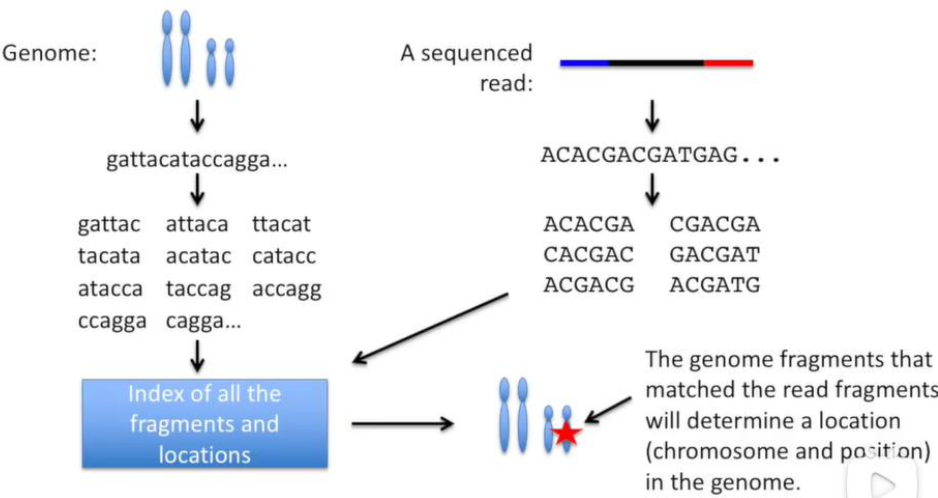 Genome:
gattacataccagga...
gattac attaca ttacat
tacata acatac catacc
atacca taccag accagg
ccagga cagga...
Index of all the
fragments and
locations
A sequenced
read:
ACACGACGATGAG...
ACACGA CGACGA
CACGAC GACGAT
ACGACG ACGATG
The genome fragments that
matched the read fragments
will determine a location
(chromosome and position)
in the genome.